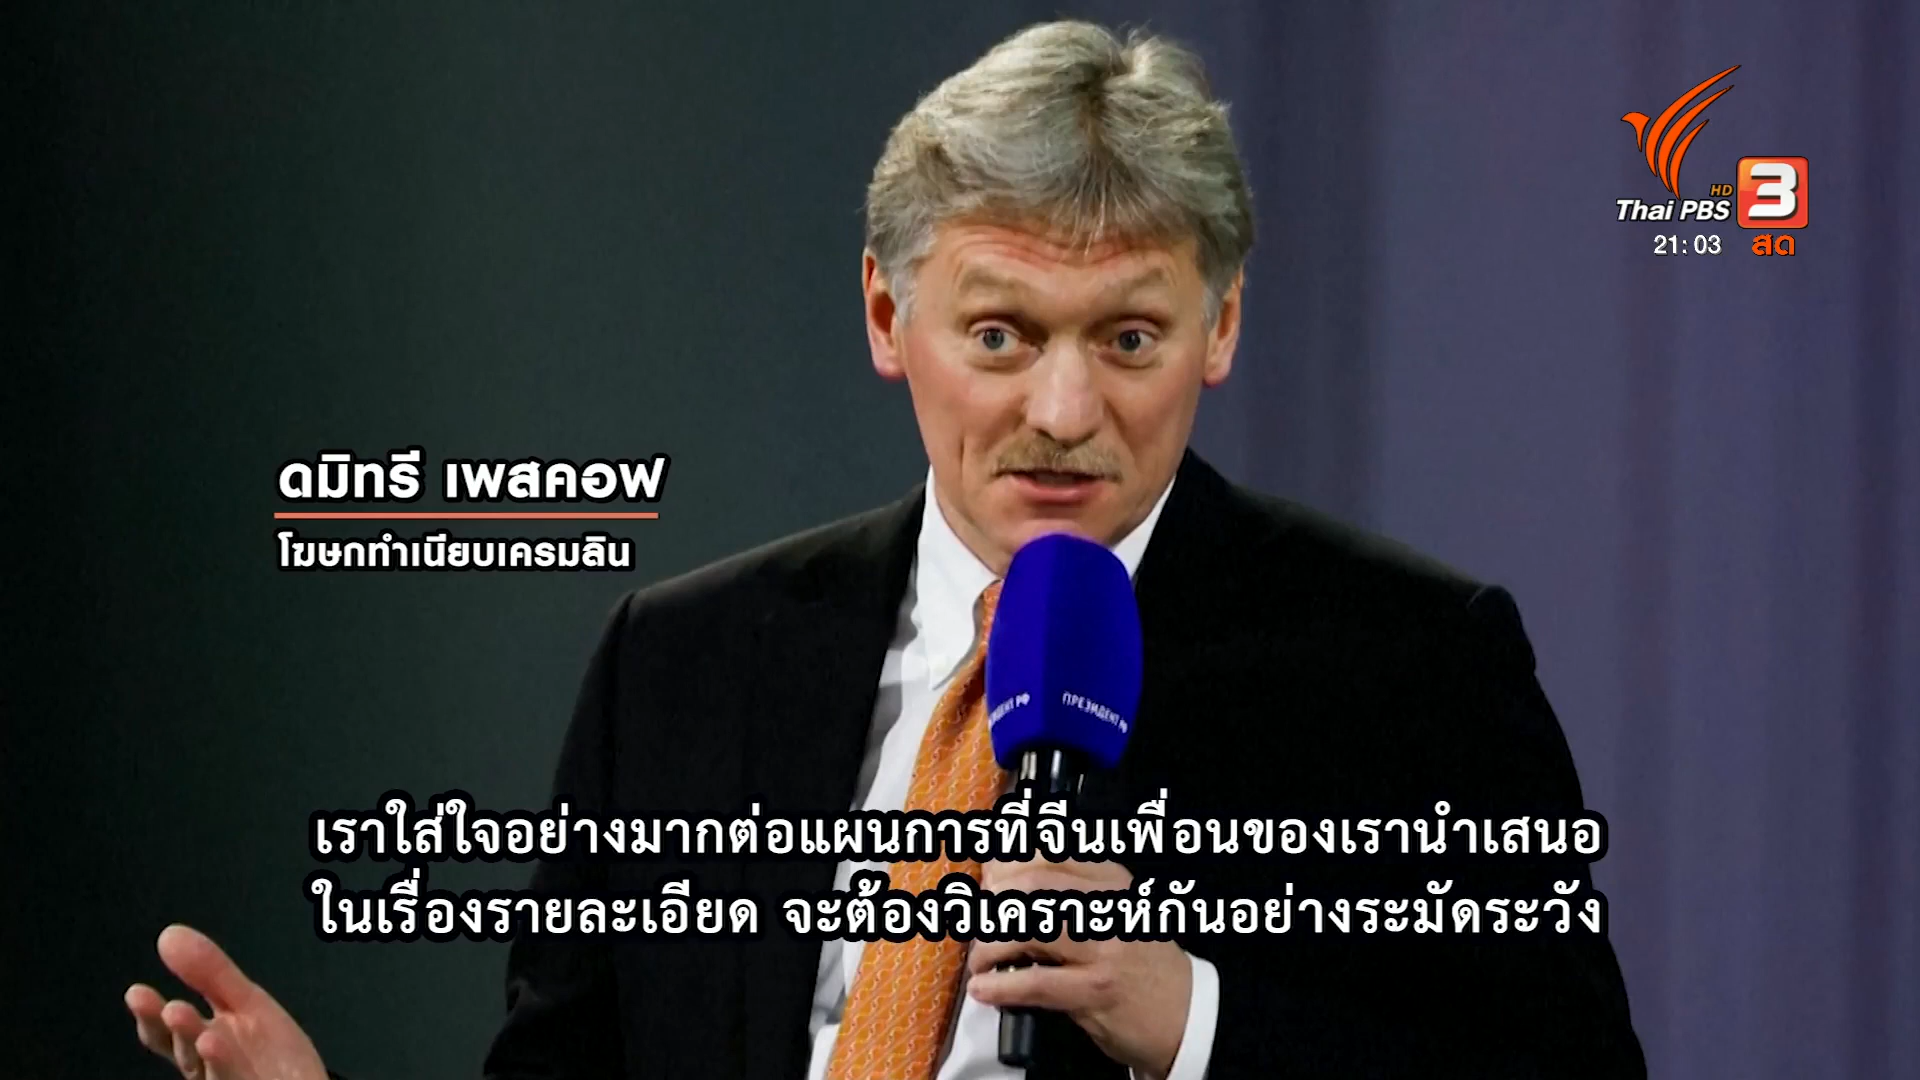 HD
Thai PBS 3
21:03 สด
ดมิทรี เพสคอฟ
โฆษกทำเนียบเครมลิน
ПРЕЗИДЕНТ РФ
เราใส่ใจอย่างมากต่อแผนการที่จีนเพื่อนของเรานำเสนอ
ในเรื่องรายละเอียด จะต้องวิเคราะห์กันอย่างระมัดระวัง